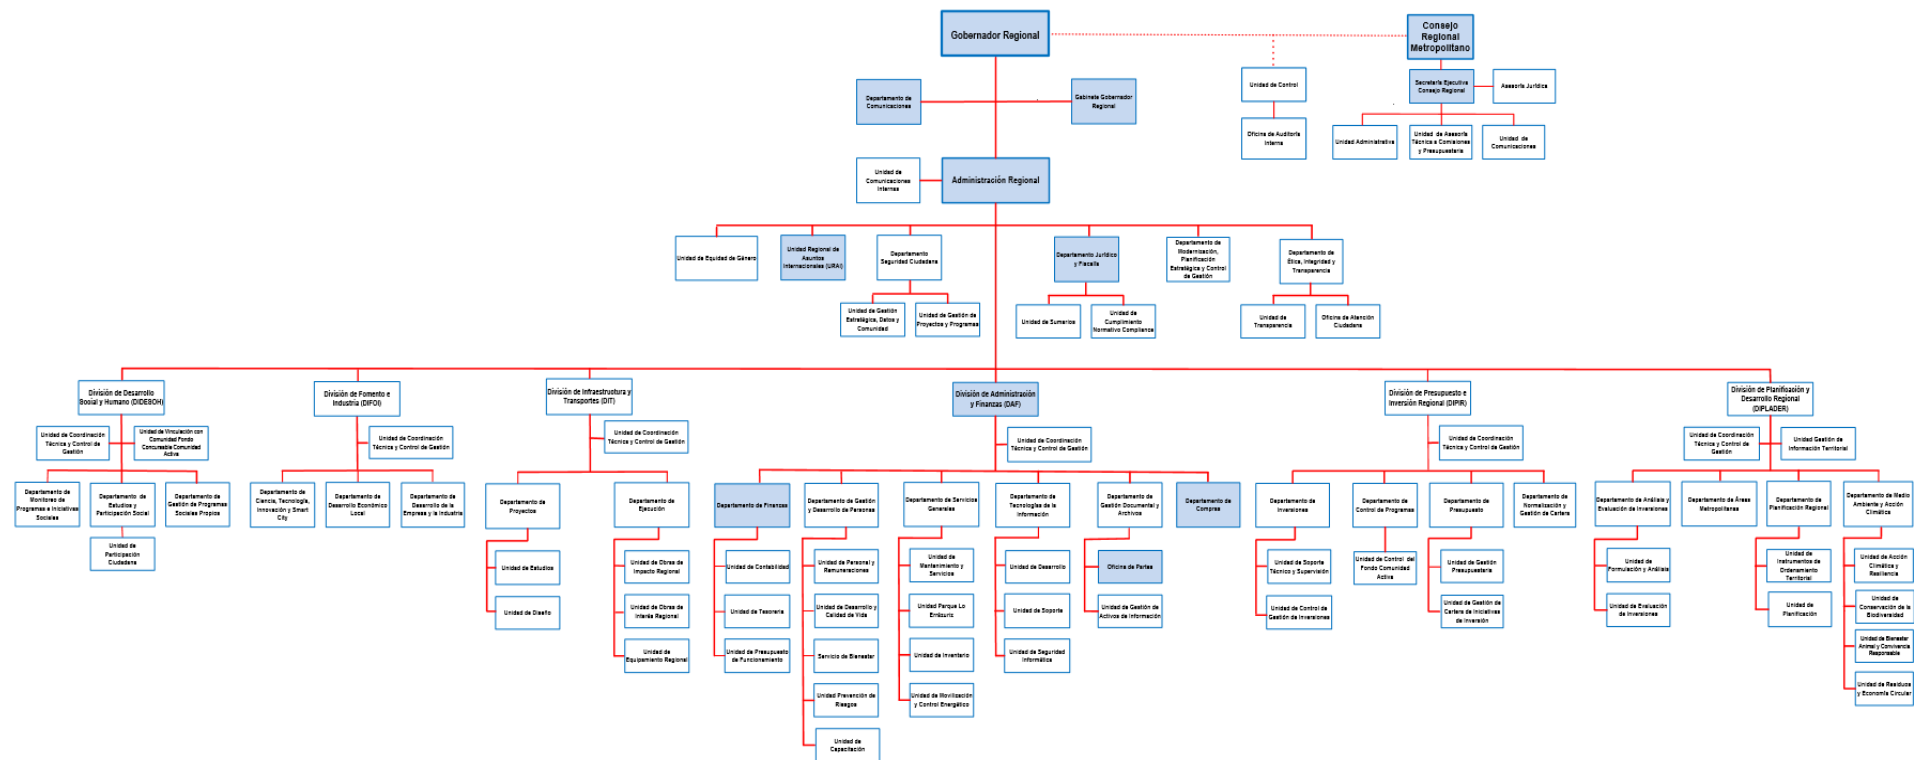 Gobernador Regional
Consejo
Regional
Metropolitano
Departamento de
Comunicaciones
Gabinete Gobernador
Regional
Unidad de Control
Secretaría Ejecutiva
Consejo Regional
Asesoría Jurídica
Oficina de Auditoría
Interna
Unidad Administrativa
Unidad de Asesoría
Técnica a Comisiones
y Presupuestaria
Unidad de
Comunicaciones
Unidad de
Comunicaciones
Internas
Administración Regional
Unidad de Equidad de Género
Unidad Regional de
Asuntos
Internacionales (URAI)
Departamento
Seguridad Ciudadana
Departamento Jurídico
y Fiscalía
Departamento de
Modernización,
Planificación
Estratégica y Control
de Gestión
Departamento de
Ética, Integridad y
Transparencia
Unidad de Gestión
Estratégica, Datos y
Comunidad
Unidad de Gestión de
Proyectos y Programas
Unidad de Sumarios
Unidad de
Cumplimiento
Normativo Compliance
Unidad de
Transparencia
Oficina de Atención
Ciudadana
División de Desarrollo
Social y Humano (DIDESOH)
División de Fomento e
Industria (DIFOI)
División de Infraestructura y
Transportes (DIT)
División de Administración
y Finanzas (DAF)
División de Presupuesto e
Inversión Regional (DIPIR)
División de Planificación y
Desarrollo Regional
(DIPLADER)
Unidad de Coordinación
Técnica y Control de
Gestión
Unidad de Vinculación con
Comunidad Fondo
Concursable Comunidad
Activa
Unidad de Coordinación
Técnica y Control de Gestión
Unidad de Coordinación
Técnica y Control de Gestión
Unidad de Coordinación
Técnica y Control de Gestión
Unidad de Coordinación
Técnica y Control de Gestión
Unidad de Coordinación
Técnica y Control de
Gestión
Unidad Gestión de
Información Territorial
Departamento de
Monitoreo de
Programas e Iniciativas
Sociales
Departamento de
Estudios y
Participación Social
Departamento de
Gestión de Programas
Sociales Propios
Departamento de
Ciencia, Tecnología,
Innovación y Smart
City
Departamento de
Desarrollo Económico
Local
Departamento de
Desarrollo de la
Empresa y la Industria
Departamento de
Proyectos
Departamento de
Ejecución
Departamento de Finanzas
Departamento de Gestión
y Desarrollo de Personas
Departamento de Servicios
Generales
Departamento de
Tecnologías de la
Información
Departamento de
Gestión Documental y
Archivos
Departamento de
Compras
Departamento de
Inversiones
Departamento de
Control de Programas
Departamento de
Presupuesto
Departamento de
Normalización y
Gestión de Cartera
Departamento de Análisis y
Evaluación de Inversiones
Departamento de Áreas
Metropolitanas
Departamento de
Planificación Regional
Departamento de Medio
Ambiente y Acción
Climática
Unidad de
Participación
Ciudadana
Unidad de Estudios
Unidad de Diseño
Unidad de Obras de
Impacto Regional
Unidad de Obras de
Interés Regional
Unidad de
Equipamiento Regional
Unidad de Contabilidad
Unidad de Tesorería
Unidad de Presupuesto
de Funcionamiento
Unidad de Personal y
Remuneraciones
Unidad de Desarrollo y
Calidad de Vida
Servicio de Bienestar
Unidad Prevención de
Riesgos
Unidad de
Capacitación
Unidad de
Mantenimiento y
Servicios
Unidad Parque Lo
Errázuriz
Unidad de Inventario
Unidad de Movilización
y Control Energético
Unidad de Desarrollo
Unidad de Soporte
Unidad de Seguridad
Informática
Oficina de Partes
Unidad de Gestión de
Activos de Información
Unidad de Soporte
Técnico y Supervisión
Unidad de Control de
Gestión de Inversiones
Unidad de Control del
Fondo Comunidad
Activa
Unidad de Gestión
Presupuestaria
Unidad de Gestión de
Cartera de Iniciativas
de Inversión
Unidad de
Formulación y Análisis
Unidad de Evaluación
de Inversiones
Unidad de
Instrumentos de
Ordenamiento
Territorial
Unidad de
Planificación
Unidad de Acción
Climática y
Resiliencia
Unidad de
Conservación de la
Biodiversidad
Unidad de Bienestar
Animal y Convivencia
Responsable
Unidad de Residuos
y Economía Circular